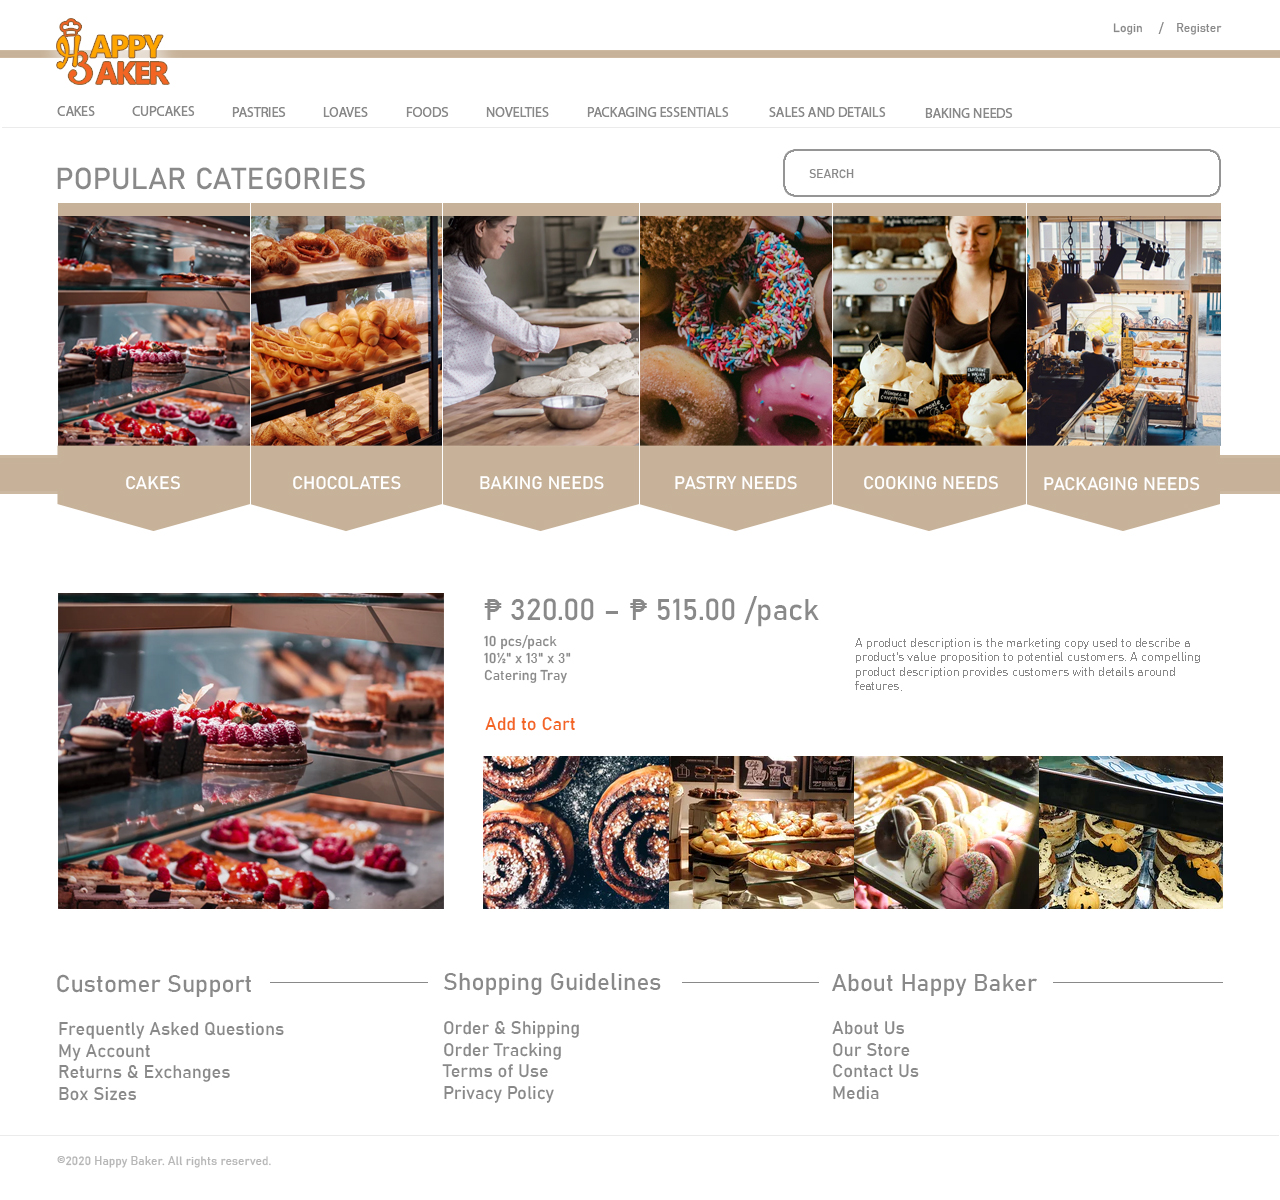 Login / Register
HAPPY
BAKER
CAKES CUPCAKES PASTRIES LOAVES FOODS NOVELTIES PACKAGING ESSENTIALS SALES AND DETAILS BAKING NEEDS
POPULAR CATEGORIES
SEARCH
CAKES CHOCOLATES BAKING NEEDS PASTRY NEEDS COOKING NEEDS PACKAGING NEEDS
₱ 320.00 – ₱ 515.00 /pack
10 pcs/pack
10½" x 13" x 3"
Catering Tray
A product description is the marketing copy used to describe a
product's value proposition to potential customers. A compelling
product description provides customers with details around
features.
Add to Cart
Customer Support
Frequently Asked Questions
My Account
Returns & Exchanges
Box Sizes
Shopping Guidelines
Order & Shipping
Order Tracking
Terms of Use
Privacy Policy
About Happy Baker
About Us
Our Store
Contact Us
Media
©2020 Happy Baker. All rights reserved.